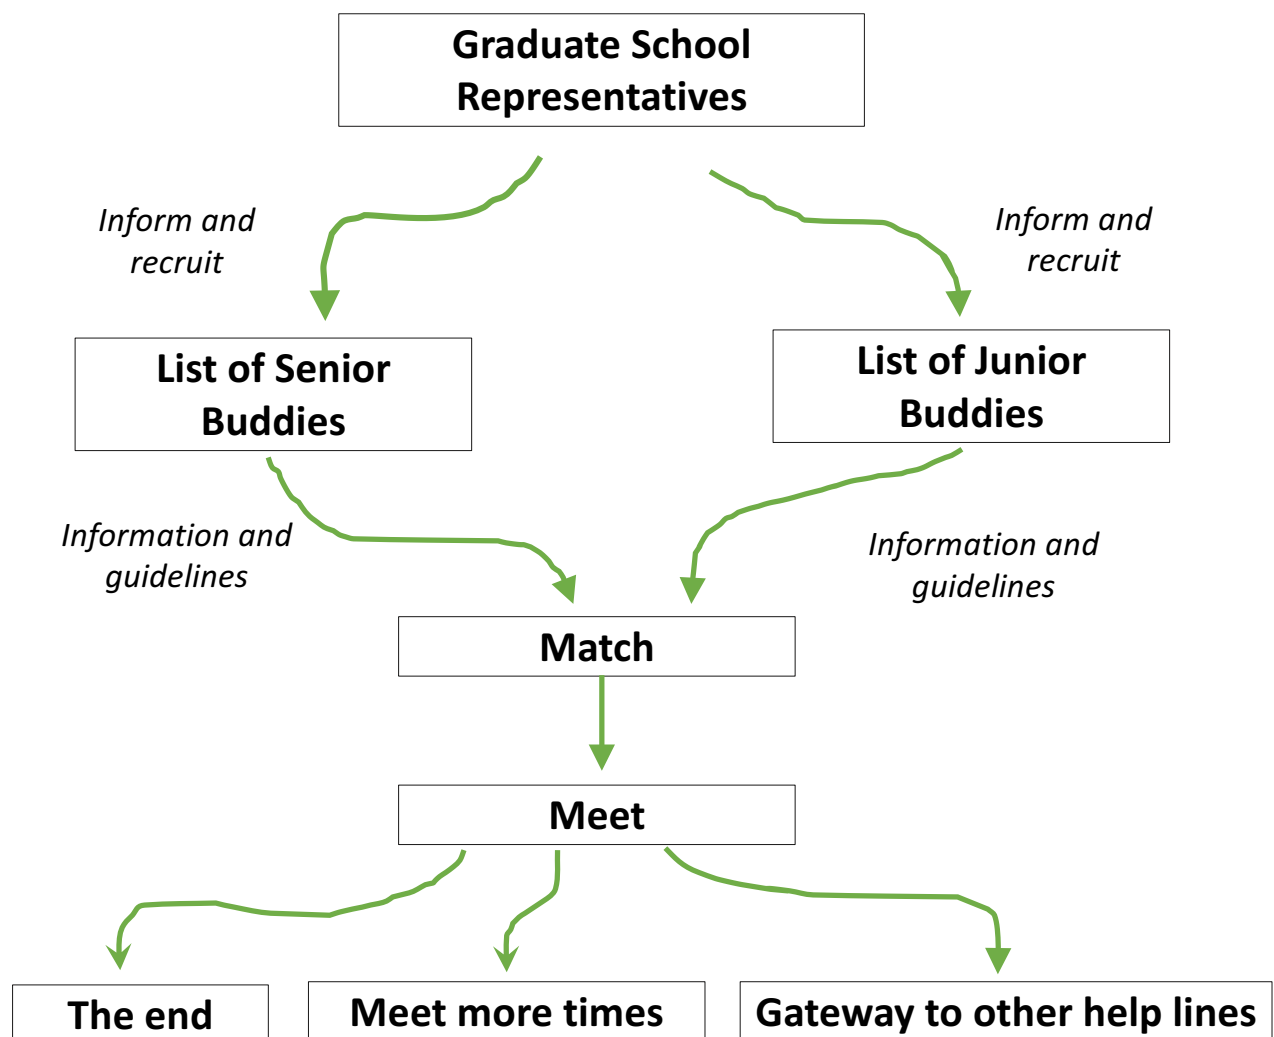 Graduate School
Representatives
Inform and
recruit
Inform and
recruit
List of Senior
Buddies
List of Junior
Buddies
Information and
guidelines
Information and
guidelines
Match
Meet
The end
Meet more times
Gateway to other help lines